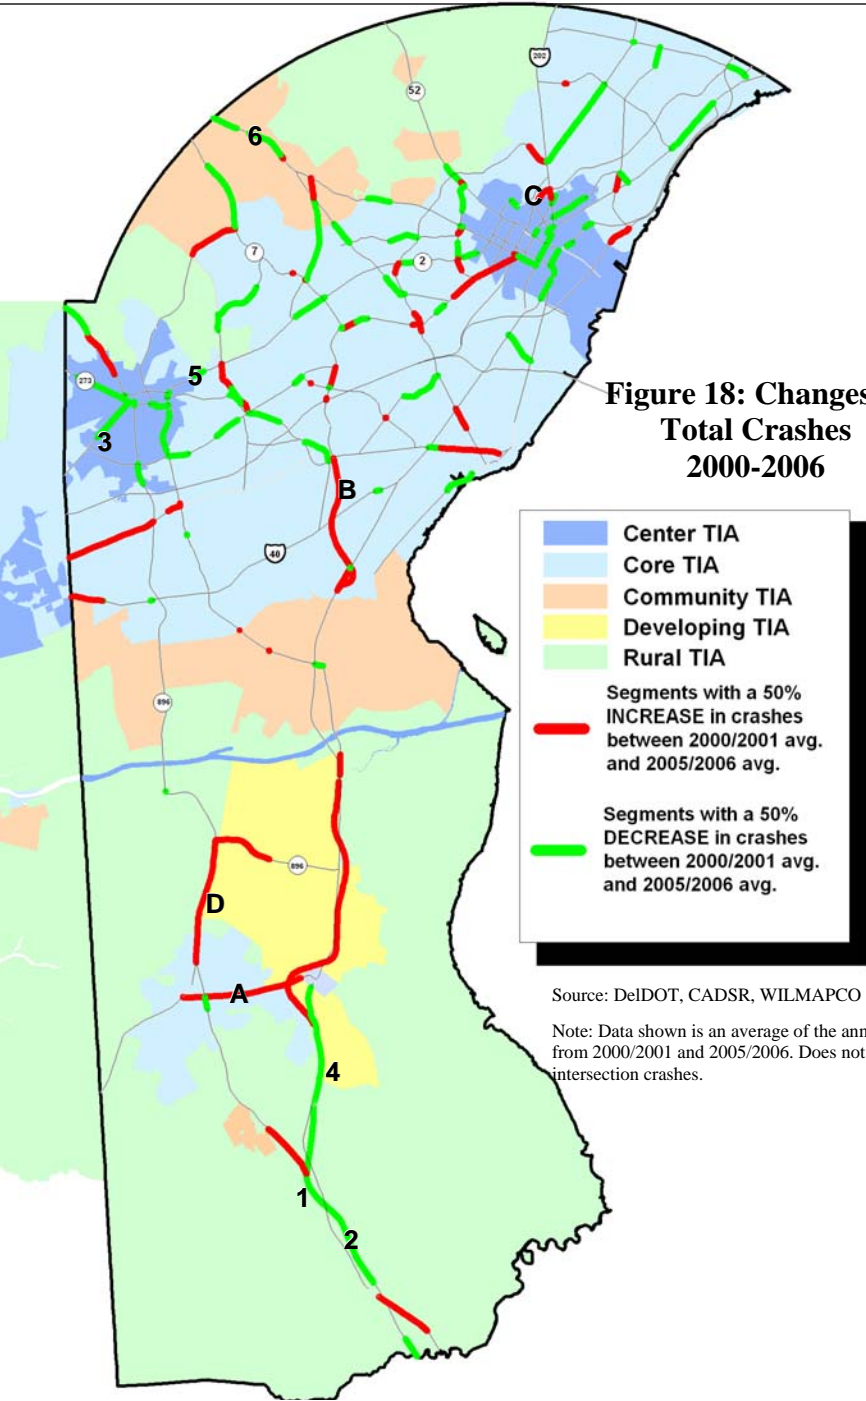 202
52
6
C
7
2
5
273
3
Figure 18: Changes
Total Crashes
2000-2006
B
40
Center TIA
Core TIA
Community TIA
Developing TIA
Rural TIA
Segments with a 50%
INCREASE in crashes
between 2000/2001 avg.
and 2005/2006 avg.
896
Segments with a 50%
DECREASE in crashes
between 2000/2001 avg.
and 2005/2006 avg.
896
D
A
Source: DelDOT, CADSR, WILMAPCO
Note: Data shown is an average of the ann
from 2000/2001 and 2005/2006. Does not
intersection crashes.
4
1
2